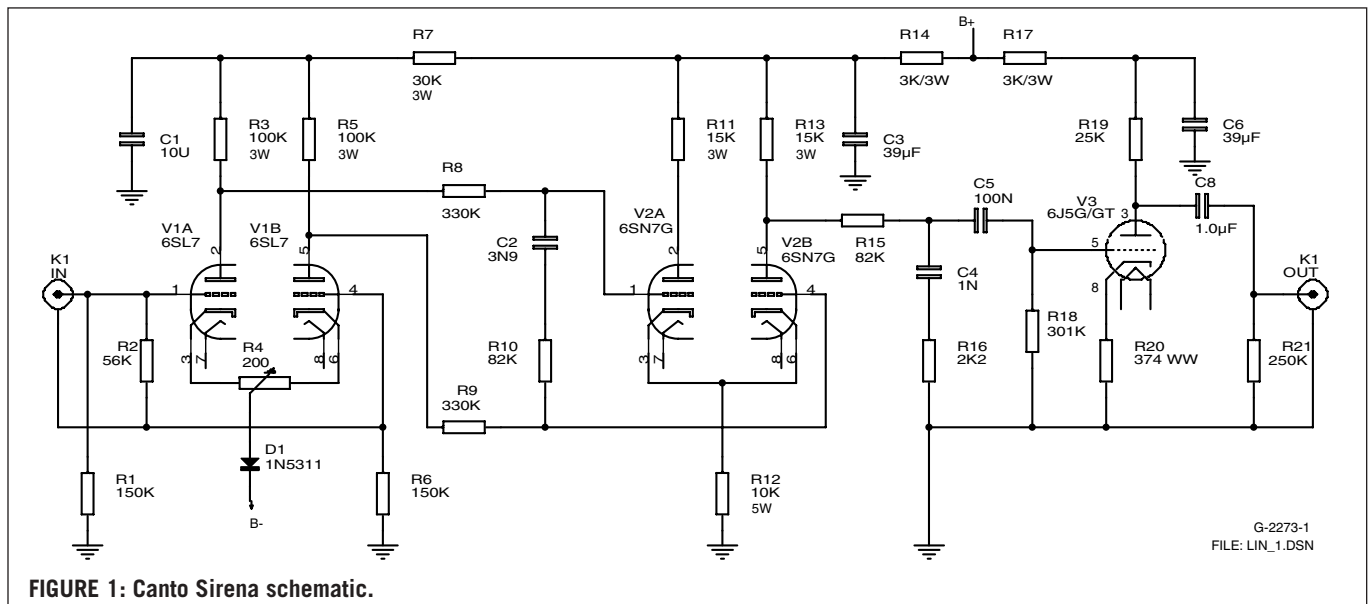 R7
30K
3W
R14
3K/3W
B+
R17
3K/3W
C1
10U
R3
100K
3W
R5
100K
3W
R11
15K
3W
R13
15K
3W
C3
39µF
R19
25K
C6
39µF
R8
330K
C2
3N9
C5
100N
C8
1.0µF
V1A
6SL7
V1B
6SL7
V2A
6SN7G
V2B
6SN7G
V3
6J5G/GT
R15
82K
C4
1N
K1
IN
K1
OUT
2
5
1
4
3
7
8
6
2
5
1
4
3
7
8
6
3
5
8
R2
56K
R4
200
R10
82K
R9
330K
R16
2K2
R18
301K
R20
374 WW
R21
250K
D1
1N5311
B-
R1
150K
R6
150K
R12
10K
5W
G-2273-1
FILE: LIN_1.DSN
FIGURE 1: Canto Sirena schematic.